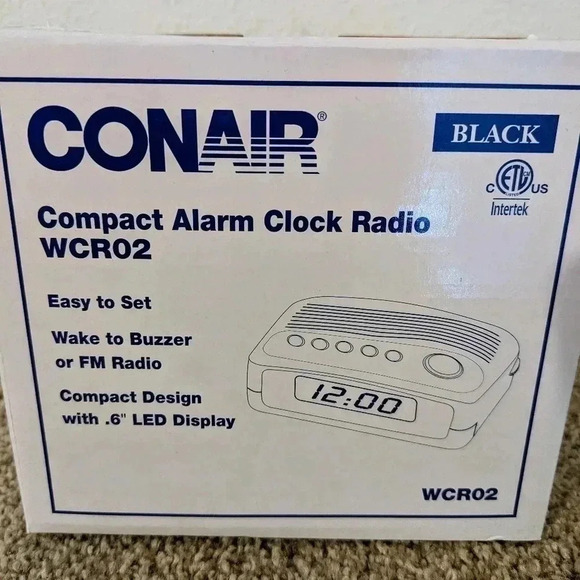 CONAIR®
BLACK
C ETL US
LISTED
Intertek
Compact Alarm Clock Radio
WCR02
Easy to Set
Wake to Buzzer
or FM Radio
Compact Design
with .6" LED Display
12:00
WCR02